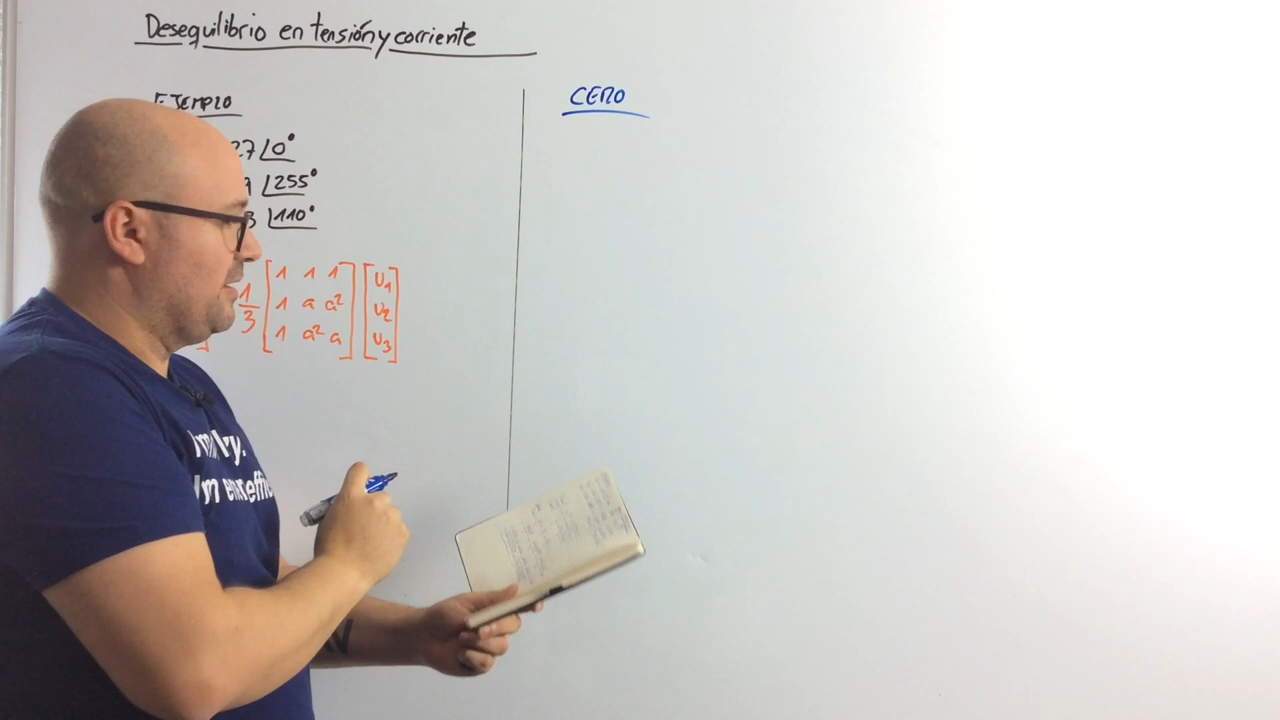 Desequilibrio en tensión y corriente
EJEMPLO
27 0°
255°
3 110°
1/3 [1 1 1] [U1]
[1 a a²] [U2]
[1 a² a] [U3]
CERO